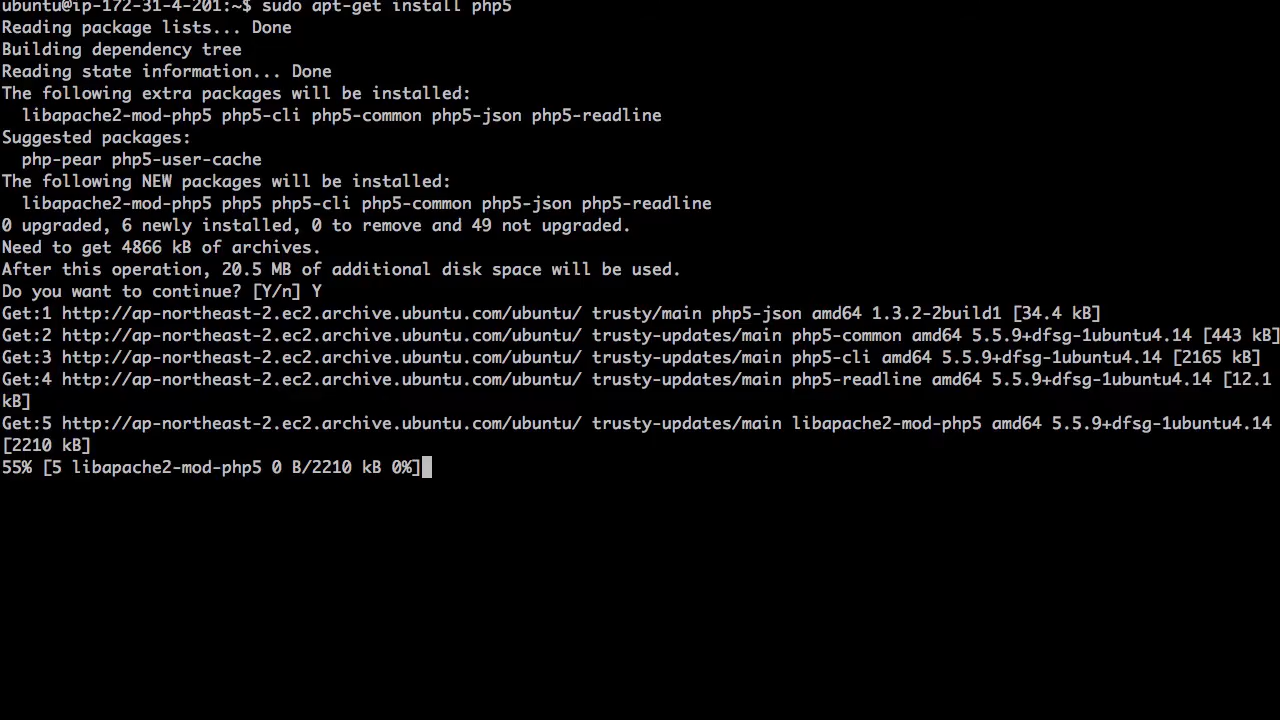 ubuntu@ip-172-31-4-201:~$ sudo apt-get install php5
Reading package lists... Done
Building dependency tree
Reading state information... Done
The following extra packages will be installed:
  libapache2-mod-php5 php5-cli php5-common php5-json php5-readline
Suggested packages:
  php-pear php5-user-cache
The following NEW packages will be installed:
  libapache2-mod-php5 php5 php5-cli php5-common php5-json php5-readline
0 upgraded, 6 newly installed, 0 to remove and 49 not upgraded.
Need to get 4866 kB of archives.
After this operation, 20.5 MB of additional disk space will be used.
Do you want to continue? [Y/n] Y
Get:1 http://ap-northeast-2.ec2.archive.ubuntu.com/ubuntu/ trusty/main php5-json amd64 1.3.2-2build1 [34.4 kB]
Get:2 http://ap-northeast-2.ec2.archive.ubuntu.com/ubuntu/ trusty-updates/main php5-common amd64 5.5.9+dfsg-1ubuntu4.14 [443 kB]
Get:3 http://ap-northeast-2.ec2.archive.ubuntu.com/ubuntu/ trusty-updates/main php5-cli amd64 5.5.9+dfsg-1ubuntu4.14 [2165 kB]
Get:4 http://ap-northeast-2.ec2.archive.ubuntu.com/ubuntu/ trusty-updates/main php5-readline amd64 5.5.9+dfsg-1ubuntu4.14 [12.1
kB]
Get:5 http://ap-northeast-2.ec2.archive.ubuntu.com/ubuntu/ trusty-updates/main libapache2-mod-php5 amd64 5.5.9+dfsg-1ubuntu4.14
[2210 kB]
55% [5 libapache2-mod-php5 0 B/2210 kB 0%]